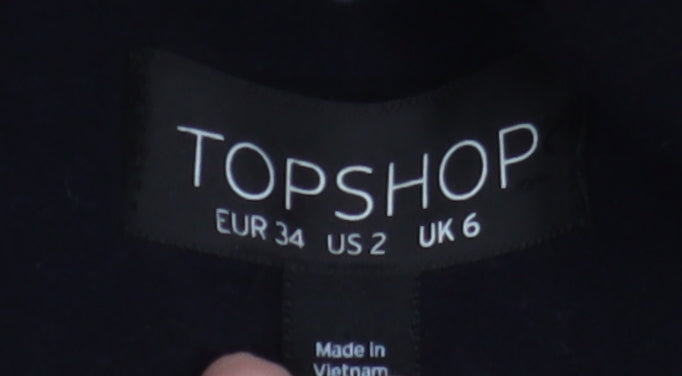 TOPSHOP
EUR 34 US 2 UK 6
Made in
Vietnam